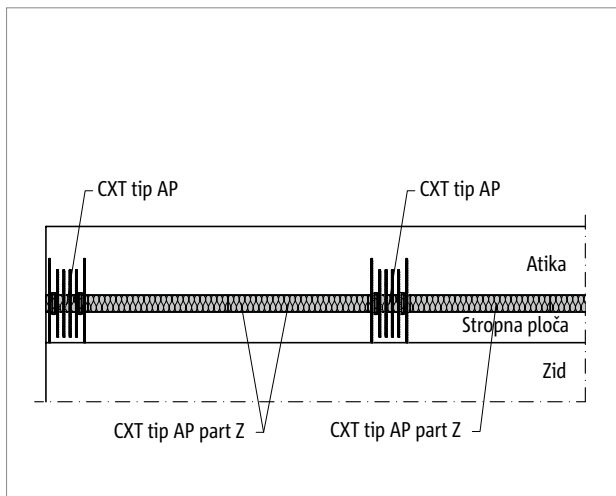 CXT tip AP
CXT tip AP
Atika
Stropna ploča
Zid
CXT tip AP part Z
CXT tip AP part Z